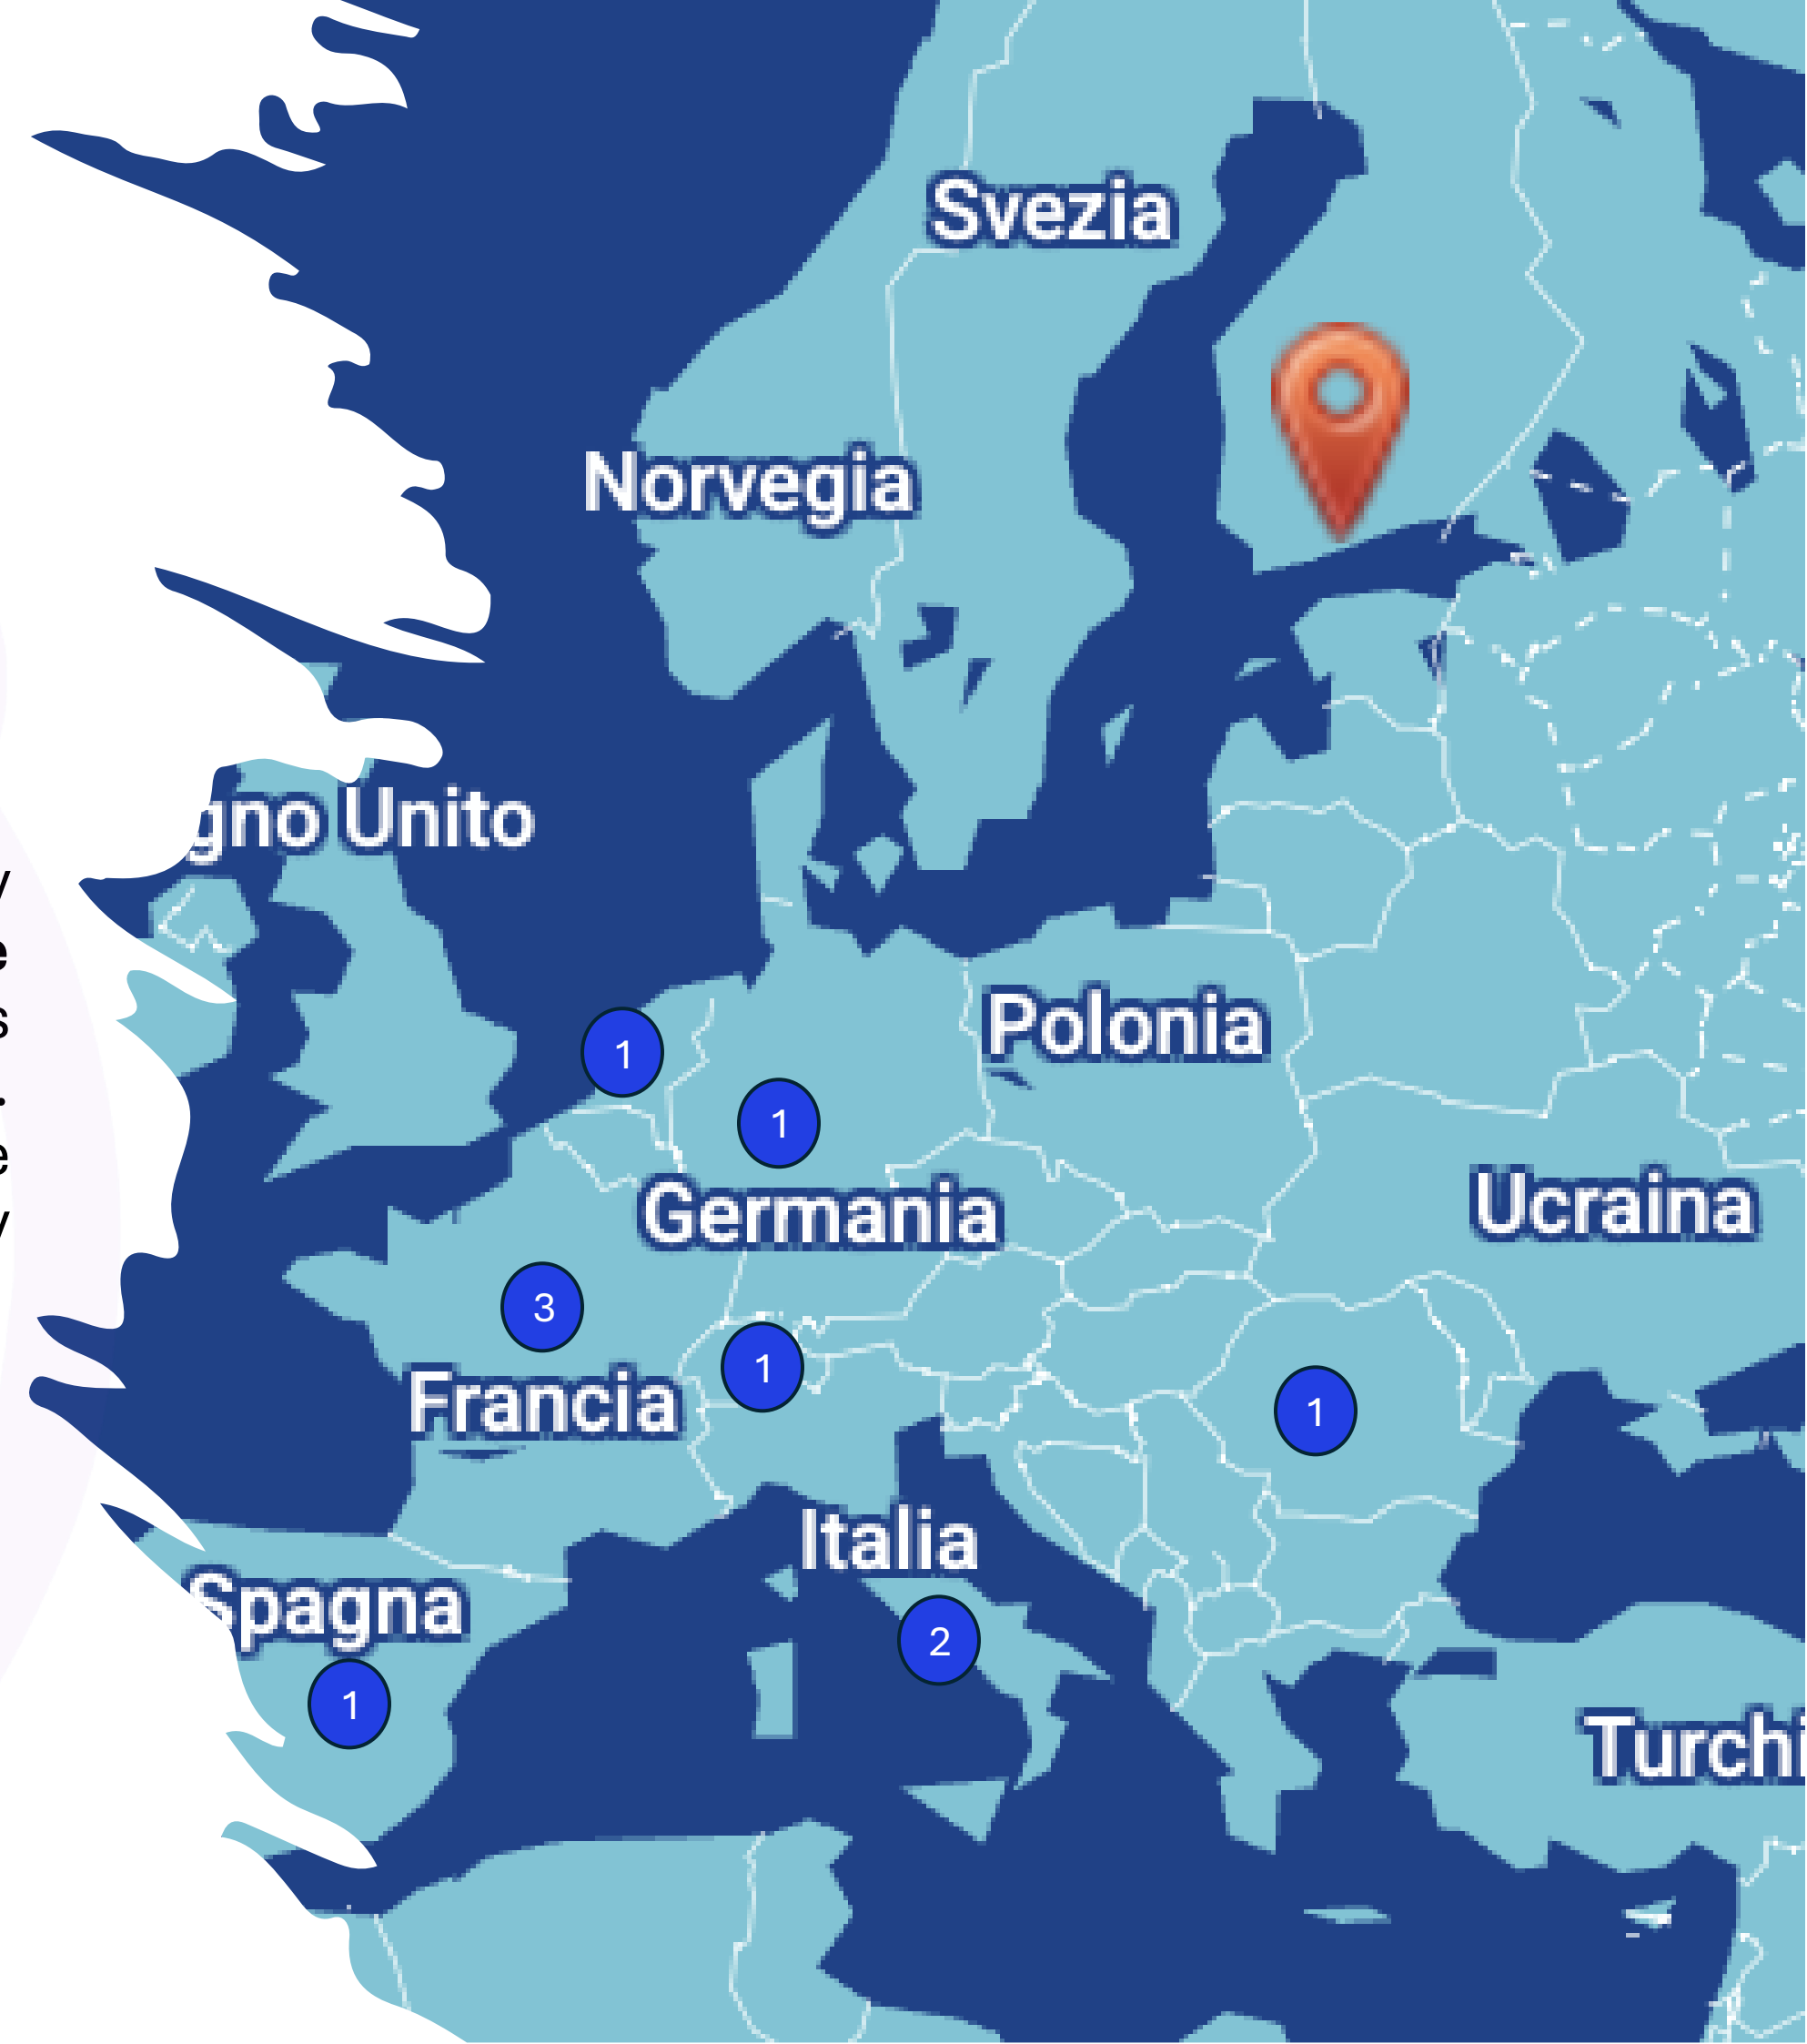 Svezia
Norvegia
gno Unito
y
e
s
.
e
y
Polonia
1
1
Germania
Ucraina
3
Francia
1
1
Italia
Spagna
2
1
Turchi